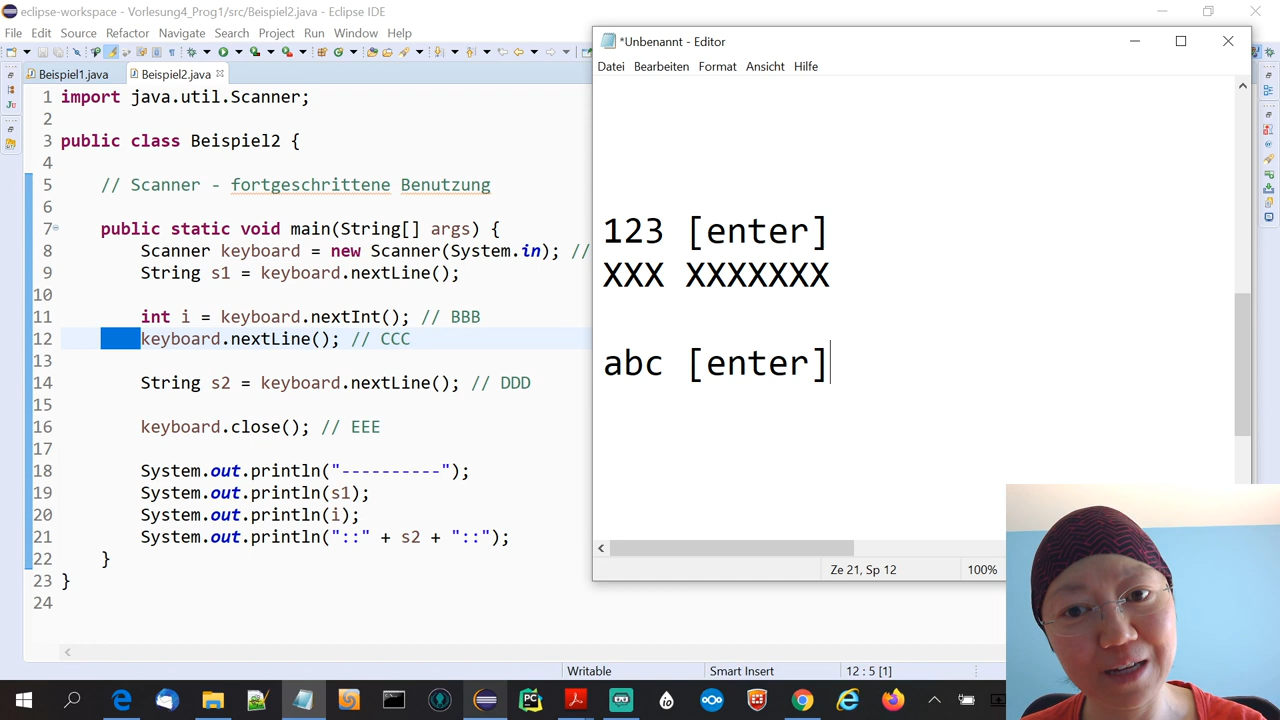 eclipse-workspace - Vorlesung4_Prog1/src/Beispiel2.java - Eclipse IDE
File Edit Source Refactor Navigate Search Project Run Window Help
Beispiel1.java
Beispiel2.java
1 import java.util.Scanner;
2
3 public class Beispiel2 {
4
5 // Scanner - fortgeschrittene Benutzung
6
7 public static void main(String[] args) {
8 Scanner keyboard = new Scanner(System.in); //
9 String s1 = keyboard.nextLine();
10
11 int i = keyboard.nextInt(); // BBB
12 keyboard.nextLine(); // CCC
13
14 String s2 = keyboard.nextLine(); // DDD
15
16 keyboard.close(); // EEE
17
18 System.out.println("----------");
19 System.out.println(s1);
20 System.out.println(i);
21 System.out.println("::" + s2 + "::");
22 }
23 }
24
Writable
Smart Insert
12 : 5 [1]
*Unbenannt - Editor
Datei Bearbeiten Format Ansicht Hilfe
123 [enter]
XXX XXXXXXX
abc [enter]
Ze 21, Sp 12
100%